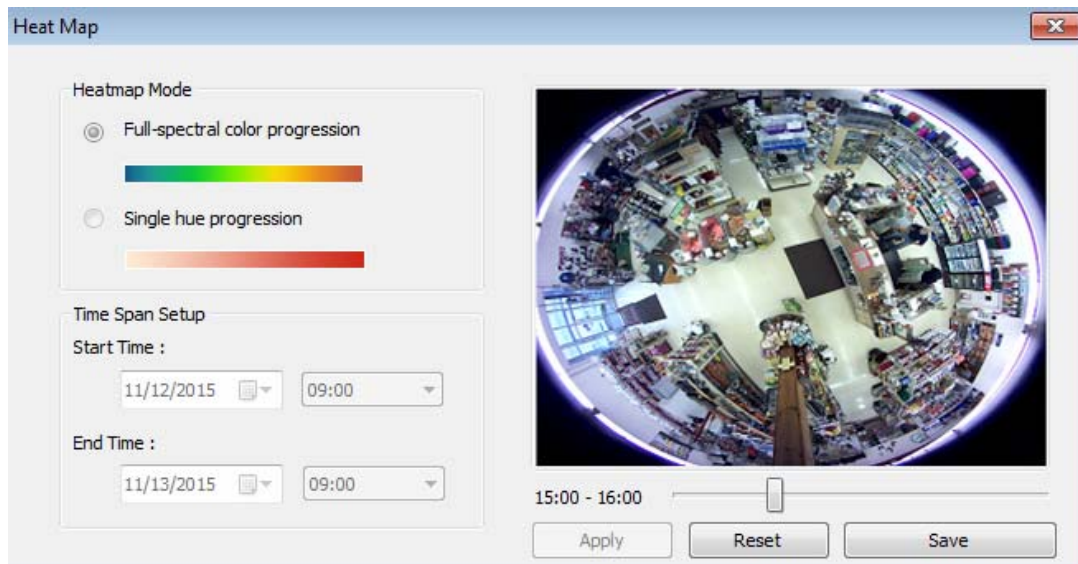 Heat Map
Heatmap Mode
Full-spectral color progression
Single hue progression
Time Span Setup
Start Time :
11/12/2015 09:00
End Time :
11/13/2015 09:00
15:00 - 16:00
Apply Reset Save